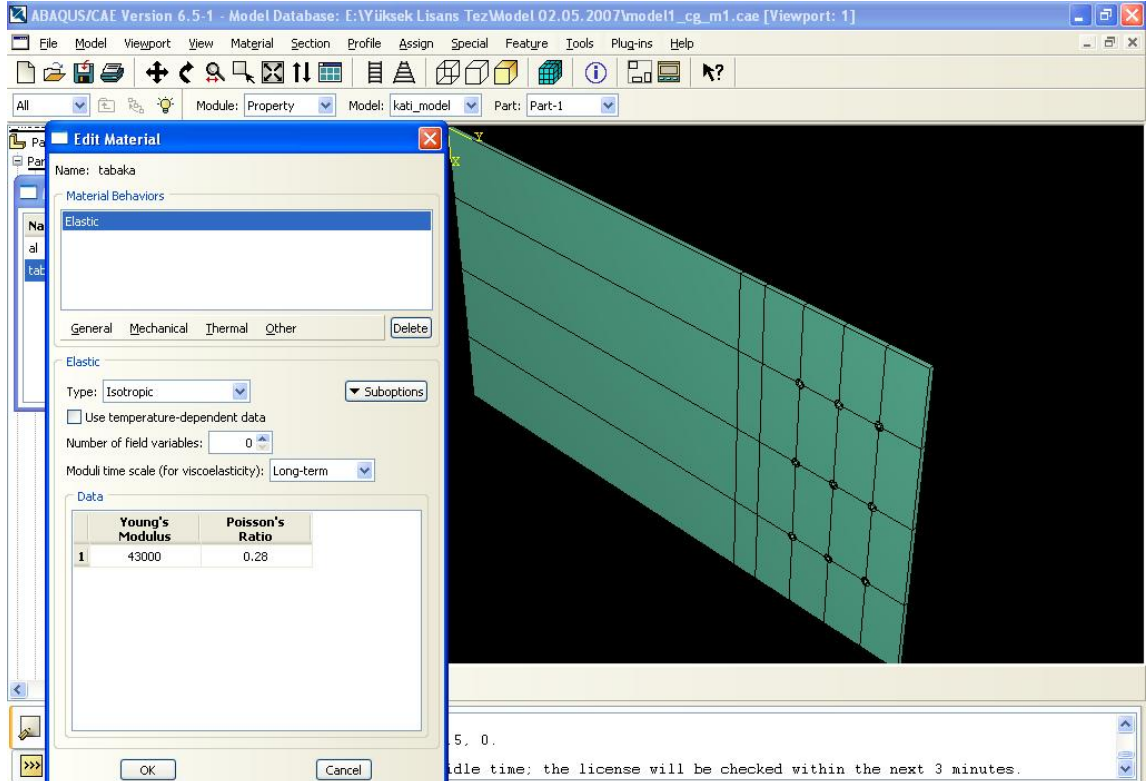 ABAQUS/CAE Version 6.5-1 - Model Database: E:\Yüksek Lisans Tez\Model 02.05.2007\model1_cg_m1.cae [Viewport: 1]
File Model Viewport View Material Section Profile Assign Special Feature Tools Plug-ins Help
All Module: Property Model: kati_model Part: Part-1
Pa
Par
Edit Material
Name: tabaka
Material Behaviors
Elastic
Na
al
tab
General Mechanical Thermal Other Delete
Elastic
Type: Isotropic Suboptions
Use temperature-dependent data
Number of field variables: 0
Moduli time scale (for viscoelasticity): Long-term
Data
Young's Modulus Poisson's Ratio
1 43000 0.28
OK Cancel
Y
X
.5, 0.
idle time; the license will be checked within the next 3 minutes.
>>>